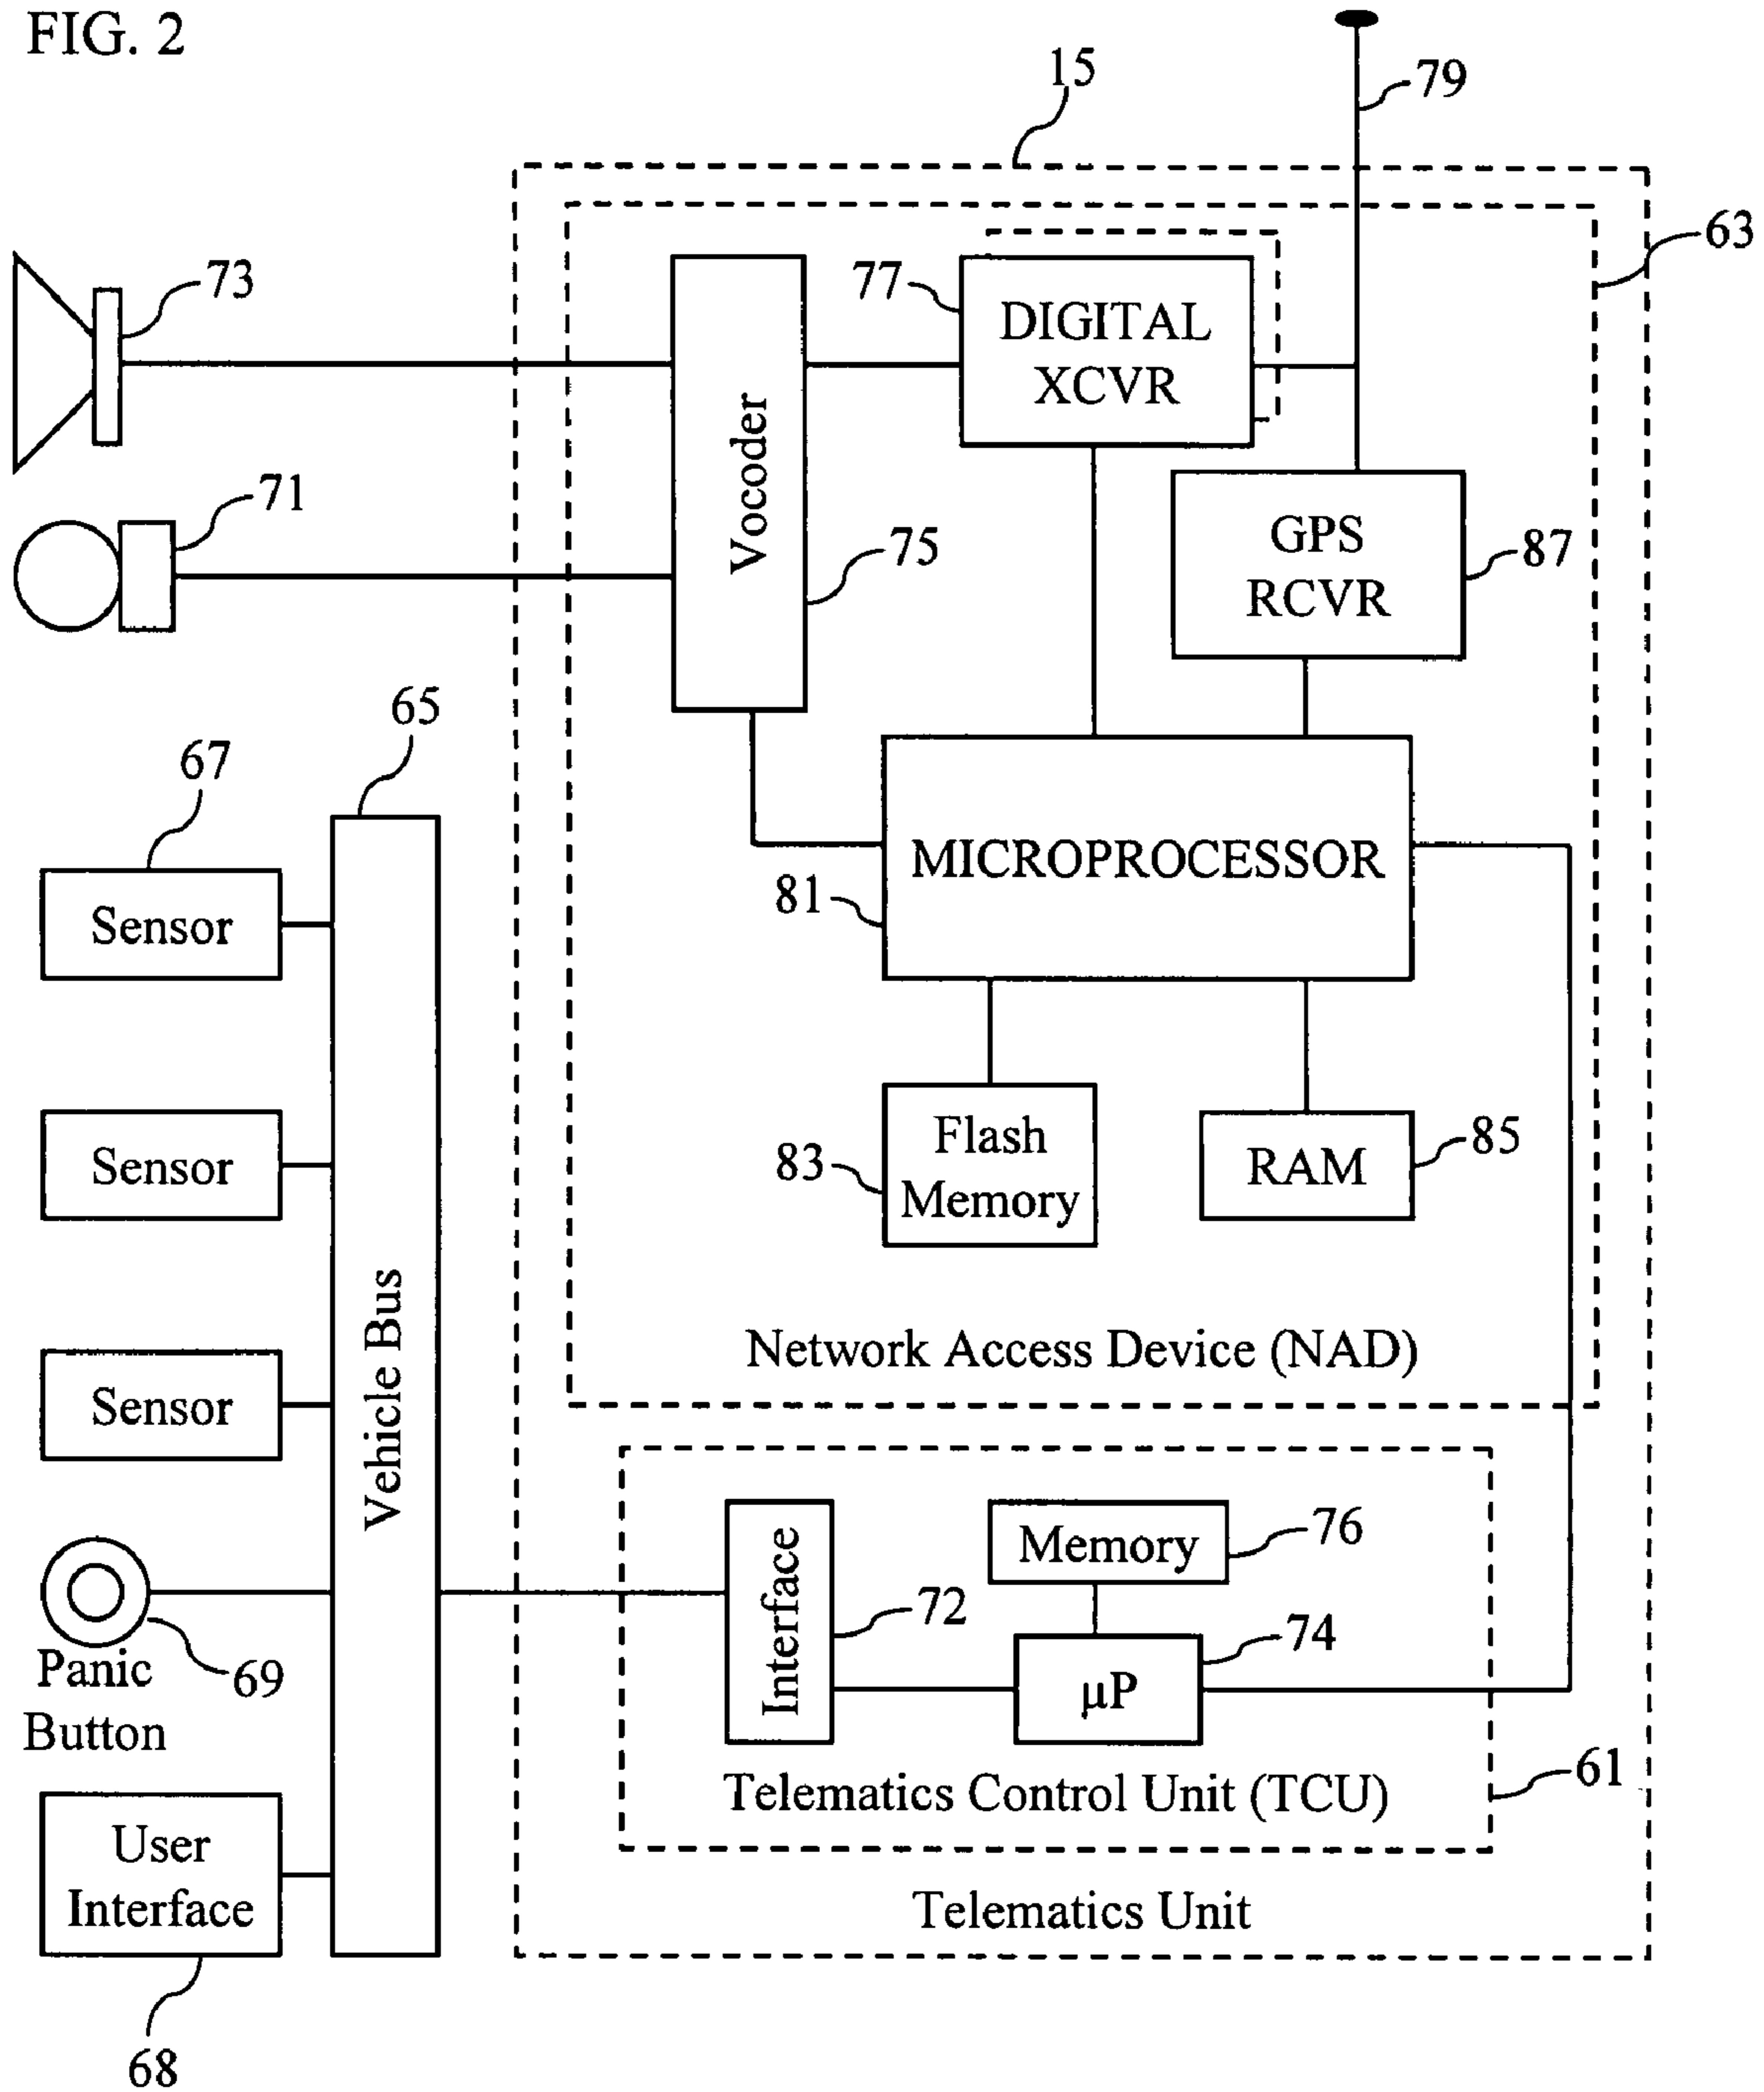 FIG. 2
79
15
63
73
77
DIGITAL
XCVR
71
Vocoder
75
GPS
RCVR
87
65
67
Sensor
MICROPROCESSOR
81
Sensor
Flash
Memory
83
RAM
85
Sensor
Vehicle Bus
Network Access Device (NAD)
Interface
72
Memory
76
74
μP
Panic
Button
69
Telematics Control Unit (TCU)
61
User
Interface
Telematics Unit
68